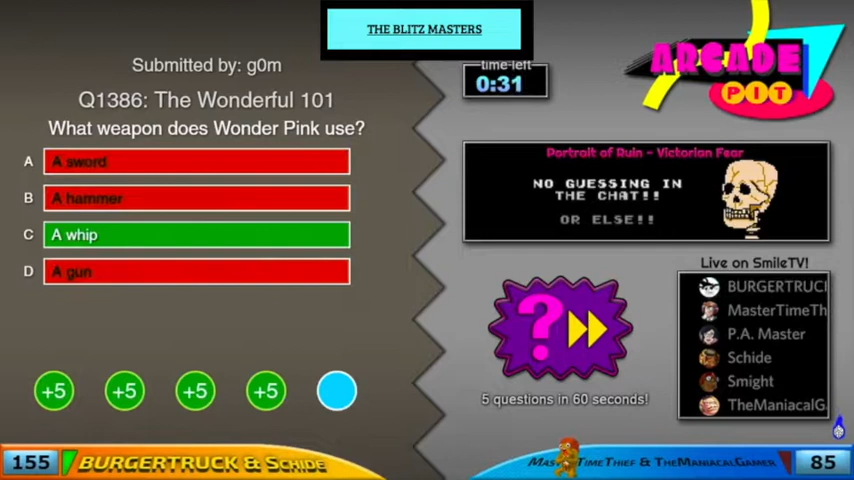 THE BLITZ MASTERS
Submitted by: g0m
Q1386: The Wonderful 101
What weapon does Wonder Pink use?
A A sword
B A hammer
C A whip
D A gun
+5 +5 +5 +5
155 BURGERTRUCK & SCHIDE
time-left
0:31
ARCADE
PIT
Portrait of Ruin - Victorian Fear
NO GUESSING IN
THE CHAT!!
OR ELSE!!
?
5 questions in 60 seconds!
Live on SmileTV!
BURGERTRUC
MasterTimeTh
P.A. Master
Schide
Smight
TheManiacalG
TimeThief & TheManiacalGamer 85